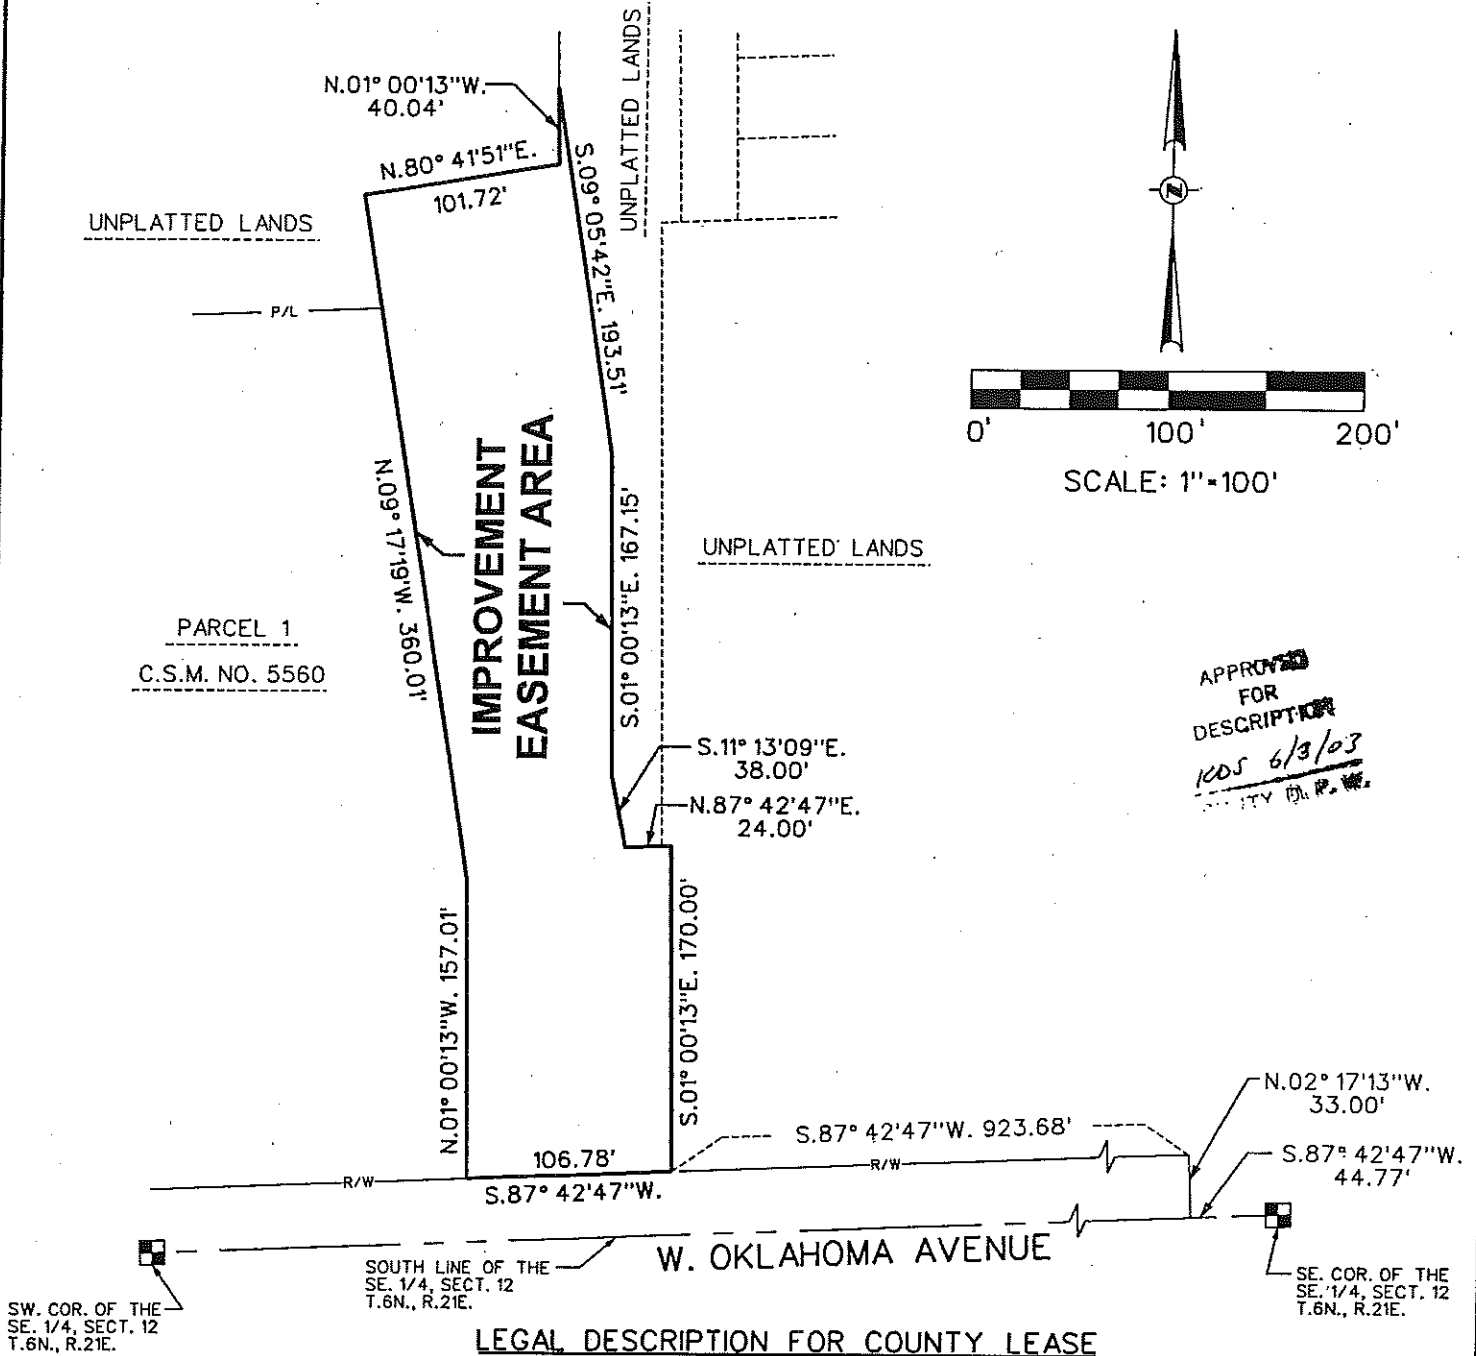 N.01° 00'13"W.
40.04'
N.80° 41'51"E.
101.72'
S.09° 05'42"E. 193.51'
UNPLATTED LANDS
UNPLATTED LANDS
P/L
N
0' 100' 200'
SCALE: 1"=100'
IMPROVEMENT
EASEMENT AREA
N.09° 17'19"W. 360.01'
S.01° 00'13"E. 167.15'
UNPLATTED LANDS
PARCEL 1
C.S.M. NO. 5560
APPROVED
FOR
DESCRIPTION
KDS 6/3/03
D.P.W.
S.11° 13'09"E.
38.00'
N.87° 42'47"E.
24.00'
N.01° 00'13"W. 157.01'
S.01° 00'13"E. 170.00'
N.02° 17'13"W.
33.00'
S.87° 42'47"W. 923.68'
S.87° 42'47"W.
44.77'
106.78'
S.87° 42'47"W.
R/W
R/W
W. OKLAHOMA AVENUE
SOUTH LINE OF THE
SE. 1/4, SECT. 12
T.6N., R.21E.
SW. COR. OF THE
SE. 1/4, SECT. 12
T.6N., R.21E.
SE. COR. OF THE
SE. 1/4, SECT. 12
T.6N., R.21E.
LEGAL DESCRIPTION FOR COUNTY LEASE